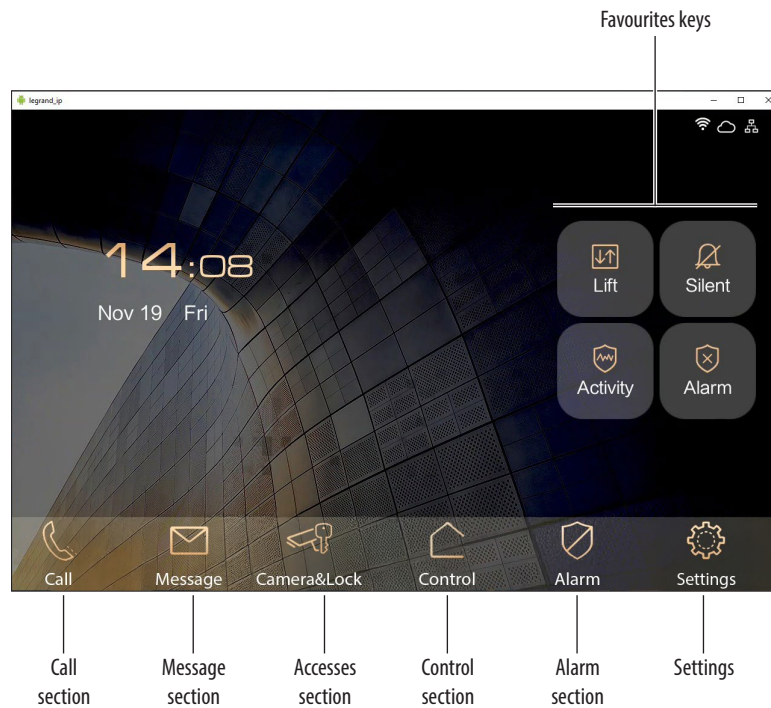 Favourites keys
legrand_ip
14:08
Nov 19 Fri
Lift
Silent
Activity
Alarm
Call
Message
Camera&Lock
Control
Alarm
Settings
Call
section
Message
section
Accesses
section
Control
section
Alarm
section
Settings